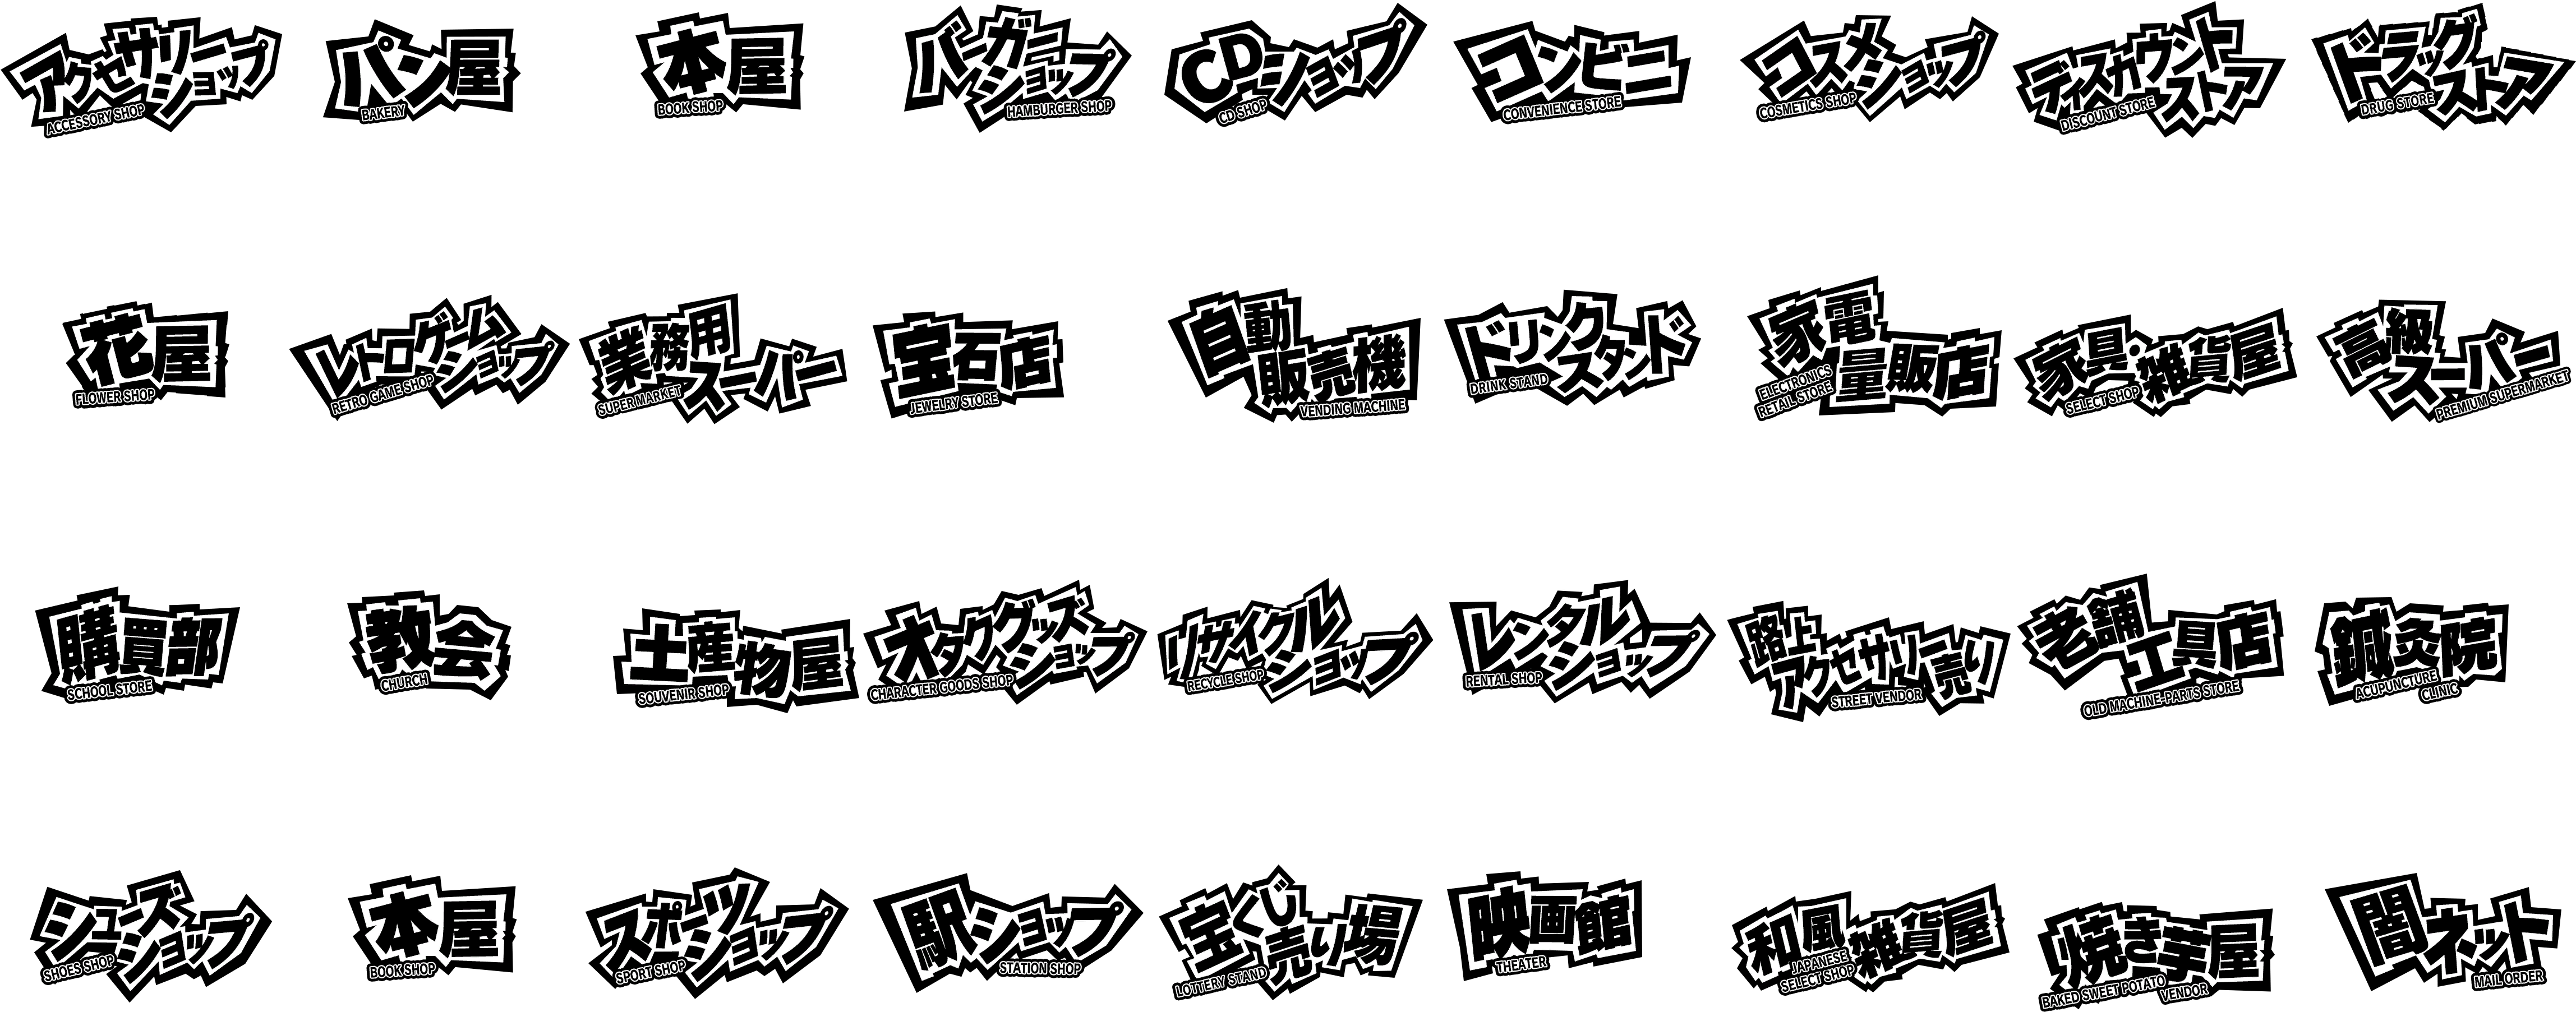 アクセサリー
ショップ
ACCESSORY SHOP
パン屋
BAKERY
本屋
BOOK SHOP
バーガー
ショップ
HAMBURGER SHOP
CDショップ
CD SHOP
コンビニ
CONVENIENCE STORE
コスメ
ショップ
COSMETICS SHOP
ディスカウント
ストア
DISCOUNT STORE
ドラッグ
ストア
DRUG STORE
花屋
FLOWER SHOP
レトロゲーム
ショップ
RETRO GAME SHOP
業務用
スーパー
SUPER MARKET
宝石店
JEWELRY STORE
自動
販売機
VENDING MACHINE
ドリンク
スタンド
DRINK STAND
家電
量販店
ELECTRONICS
RETAIL STORE
家具・雑貨屋
SELECT SHOP
高級
スーパー
PREMIUM SUPERMARKET
購買部
SCHOOL STORE
教会
CHURCH
土産物屋
SOUVENIR SHOP
オタクグッズ
ショップ
CHARACTER GOODS SHOP
リサイクル
ショップ
RECYCLE SHOP
レンタル
ショップ
RENTAL SHOP
路上
アクセサリー売り
STREET VENDOR
老舗
工具店
OLD MACHINE-PARTS STORE
鍼灸院
ACUPUNCTURE
CLINIC
シューズ
ショップ
SHOES SHOP
本屋
BOOK SHOP
スポーツ
ショップ
SPORT SHOP
駅ショップ
STATION SHOP
宝くじ
売り場
LOTTERY STAND
映画館
THEATER
和風雑貨屋
JAPANESE
SELECT SHOP
焼き芋屋
BAKED SWEET POTATO
VENDOR
闇ネット
MAIL ORDER